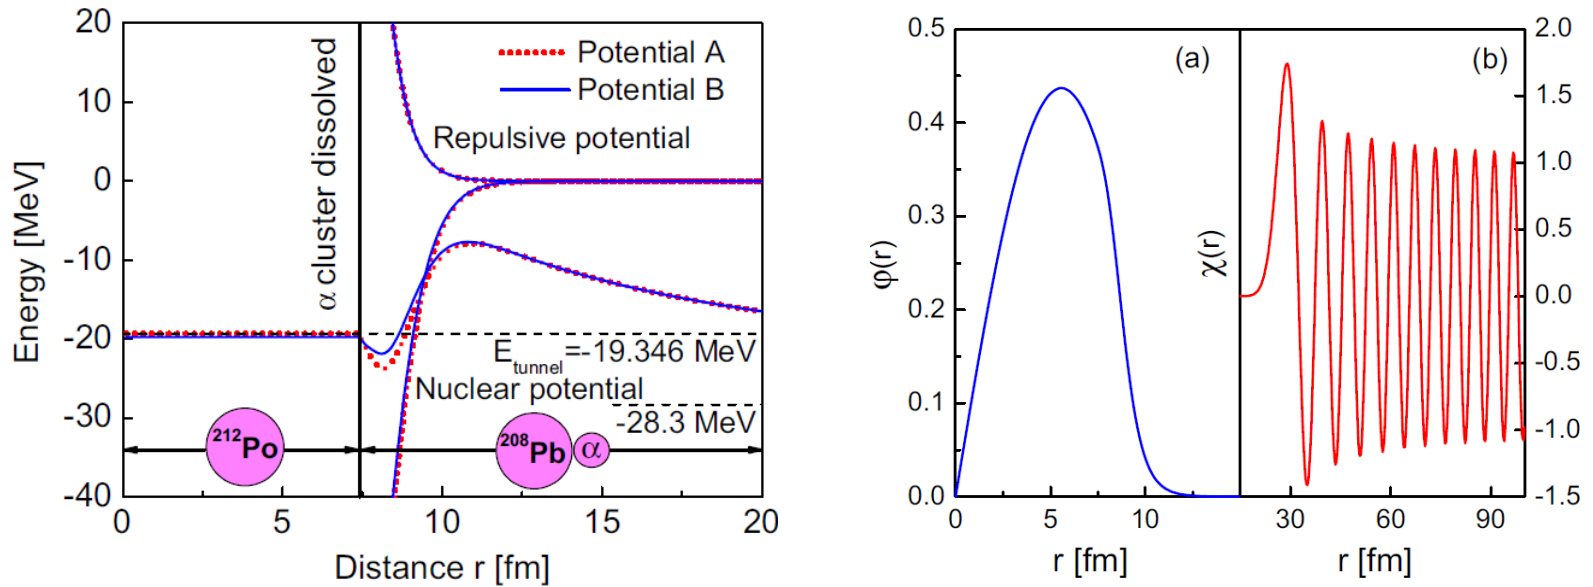 20
10
0
-10
-20
-30
-40
Energy [MeV]
0
5
10
15
20
Distance r [fm]
α cluster dissolved
Potential A
Potential B
Repulsive potential
E_tunnel=-19.346 MeV
Nuclear potential
-28.3 MeV
²¹²Po
²⁰⁸Pb
α
0.5
0.4
0.3
0.2
0.1
0.0
φ(r)
(a)
0
5
10
r [fm]
χ(r)
(b)
2.0
1.5
1.0
0.5
0.0
-0.5
-1.0
-1.5
30
60
90
r [fm]